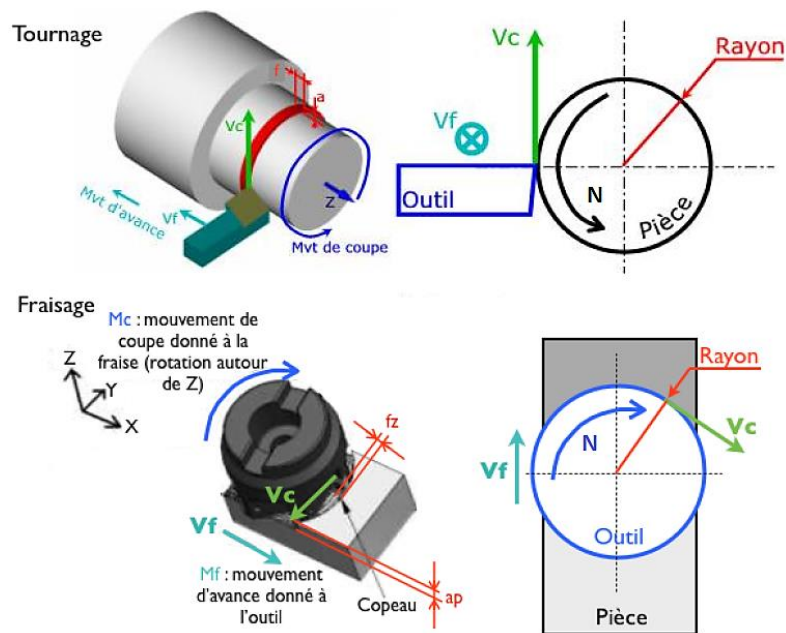 Tournage
f
a
Vc
Mvt d'avance
Vf
Z
Mvt de coupe
Vc
Rayon
Vf
Outil
N
Pièce
Fraisage
Mc : mouvement de
coupe donné à la
fraise (rotation autour
de Z)
Z
Y
X
fz
Vc
Vf
Mf : mouvement
d'avance donné à
l'outil
Copeau
ap
Rayon
Vc
N
Vf
Outil
Pièce